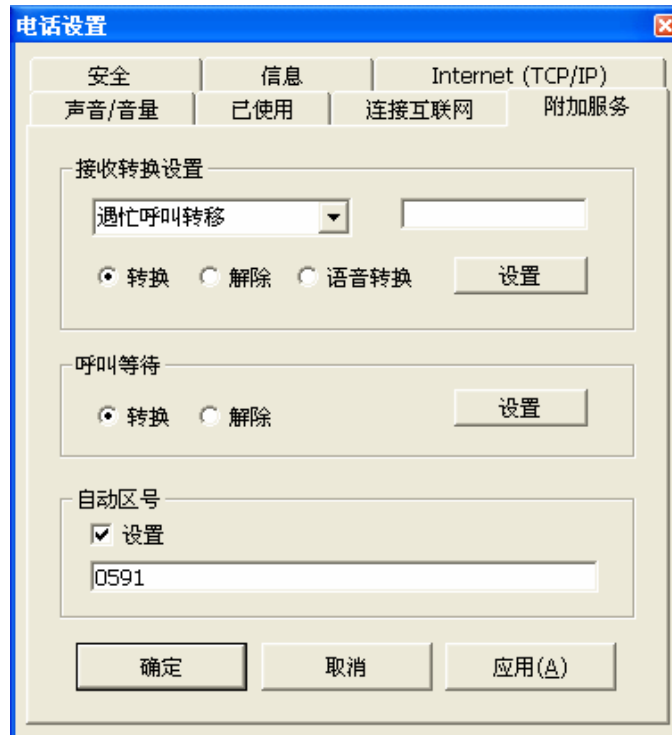 电话设置
安全 信息 Internet (TCP/IP)
声音/音量 已使用 连接互联网 附加服务
接收转换设置
遇忙呼叫转移
转换 解除 语音转换 设置
呼叫等待
转换 解除 设置
自动区号
设置
0591
确定 取消 应用(A)